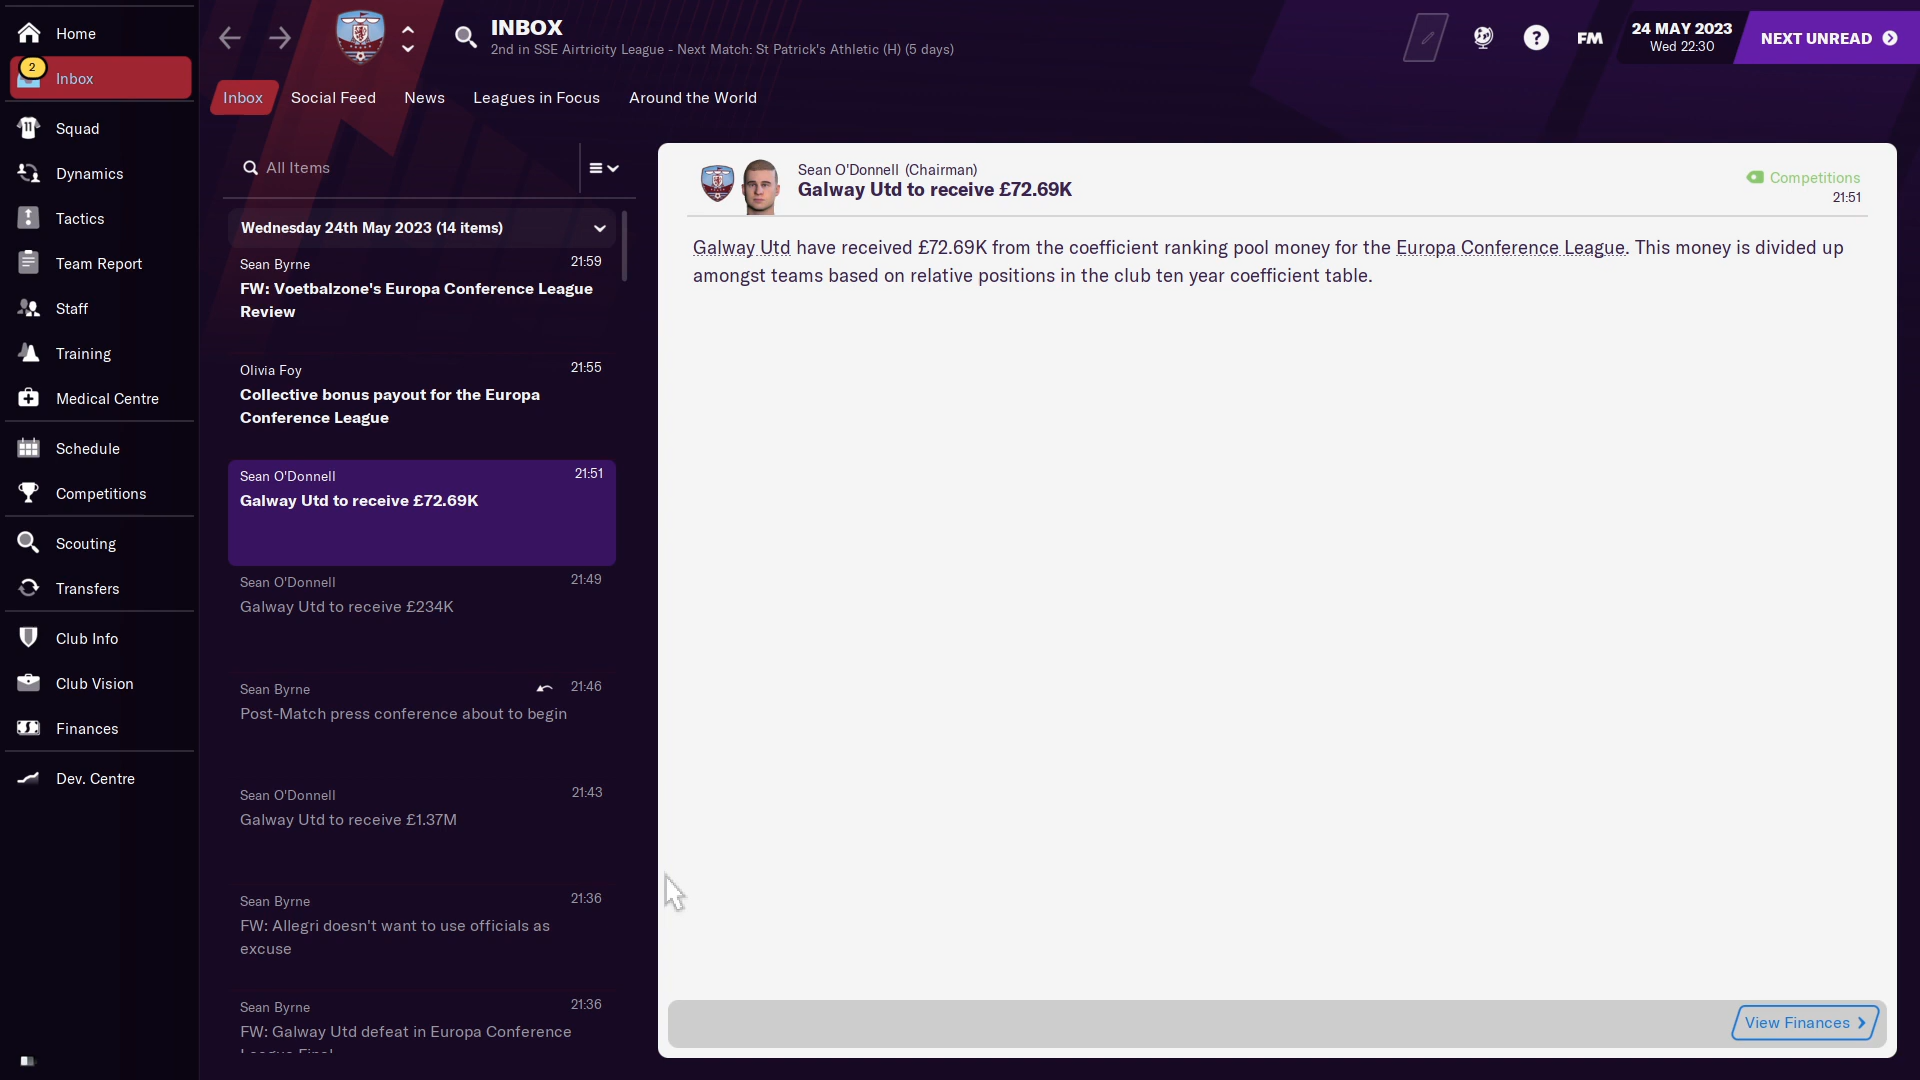 Home
2
Inbox
Squad
Dynamics
Tactics
Team Report
Staff
Training
Medical Centre
Schedule
Competitions
Scouting
Transfers
Club Info
Club Vision
Finances
Dev. Centre
INBOX
2nd in SSE Airtricity League - Next Match: St Patrick's Athletic (H) (5 days)
FM
24 MAY 2023
Wed 22:30
NEXT UNREAD
Inbox Social Feed News Leagues in Focus Around the World
All Items
Wednesday 24th May 2023 (14 items)
Sean Byrne 21:59
FW: Voetbalzone's Europa Conference League
Review
Olivia Foy 21:55
Collective bonus payout for the Europa
Conference League
Sean O'Donnell 21:51
Galway Utd to receive £72.69K
Sean O'Donnell 21:49
Galway Utd to receive £234K
Sean Byrne 21:46
Post-Match press conference about to begin
Sean O'Donnell 21:43
Galway Utd to receive £1.37M
Sean Byrne 21:36
FW: Allegri doesn't want to use officials as
excuse
Sean Byrne 21:36
FW: Galway Utd defeat in Europa Conference
League Final
Sean O'Donnell (Chairman)
Galway Utd to receive £72.69K
Competitions
21:51
Galway Utd have received £72.69K from the coefficient ranking pool money for the Europa Conference League. This money is divided up
amongst teams based on relative positions in the club ten year coefficient table.
View Finances